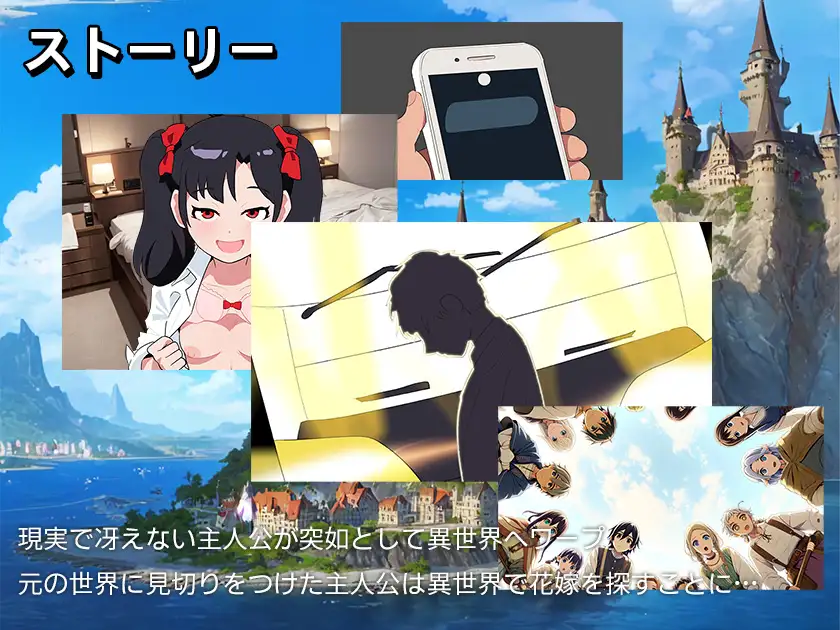 ストーリー
現実で冴えない主人公が突如として異世界へワープ。
元の世界に見切りをつけた主人公は異世界で花嫁を探すことに…